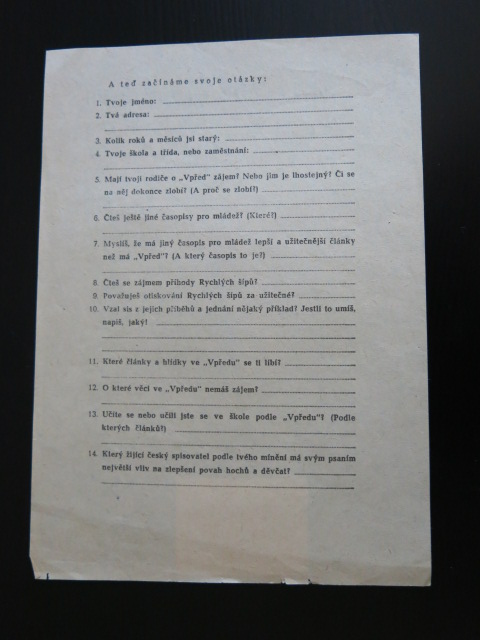 A teď začínáme svoje otázky:
1. Tvoje jméno:
2. Tvá adresa:
3. Kolik roků a měsíců jsi starý:
4. Tvoje škola a třída, nebo zaměstnání:
5. Mají tvoji rodiče o „Vpřed" zájem? Nebo jim je lhostejný? Či se
na něj dokonce zlobí? (A proč se zlobí?)
6. Čteš ještě jiné časopisy pro mládež? (Které?)
7. Myslíš, že má jiný časopis pro mládež lepší a užitečnější články
než má „Vpřed"? (A který časopis to je?)
8. Čteš se zájmem příhody Rychlých šípů?
9. Považuješ otiskování Rychlých šípů za užitečné?
10. Vzal sis z jejich příběhů a jednání nějaký příklad? Jestli to umíš,
napiš, jaký!
11. Které články a hlídky ve „Vpředu" se ti líbí?
12. O které věci ve „Vpředu" nemáš zájem?
13. Učíte se nebo učili jste se ve škole podle „Vpředu"? (Podle
kterých článků?)
14. Který žijící český spisovatel podle tvého mínění má svým psaním
největší vliv na zlepšení povah hochů a děvčat?